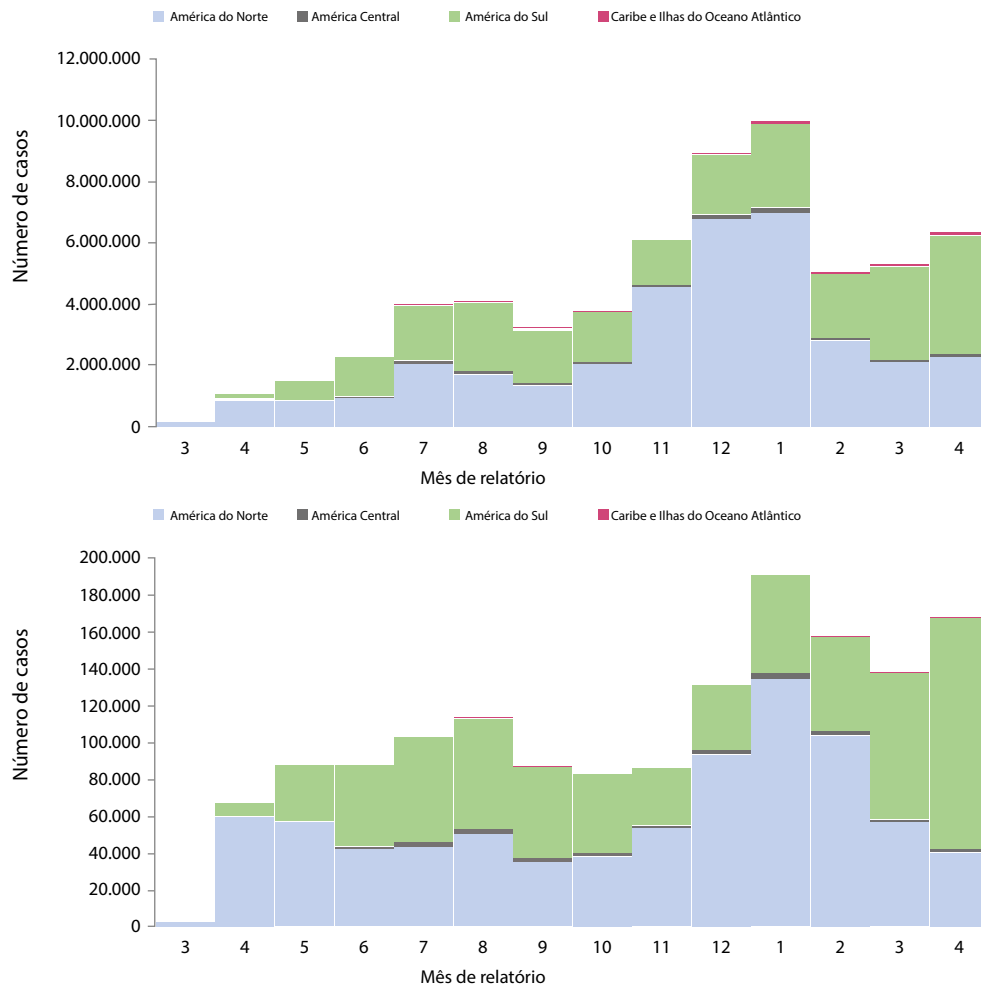 América do Norte América Central América do Sul Caribe e Ilhas do Oceano Atlântico
Número de casos
12.000.000
10.000.000
8.000.000
6.000.000
4.000.000
2.000.000
0
3 4 5 6 7 8 9 10 11 12 1 2 3 4
Mês de relatório
América do Norte América Central América do Sul Caribe e Ilhas do Oceano Atlântico
Número de casos
200.000
180.000
160.000
140.000
120.000
100.000
80.000
60.000
40.000
20.000
0
3 4 5 6 7 8 9 10 11 12 1 2 3 4
Mês de relatório